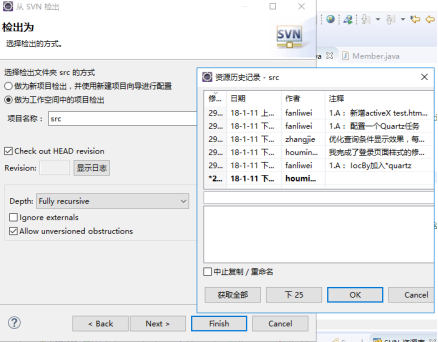 从 SVN 检出
检出为
选择检出的方式。
SVN
选择检出文件夹 src 的方式
做为新项目检出，并使用新建项目向导进行配置
做为工作空间中的项目检出
项目名称： src
Check out HEAD revision
Revision: 显示日志
Depth: Fully recursive
Ignore externals
Allow unversioned obstructions
< Back Next > Finish Cancel
Member.java
资源历史记录 - src
修... 日期 作者 注释
29... 18-1-11 上... fanliwei 1.A： 新增activeX test.htm...
29... 18-1-11 下... fanliwei 1.A： 配置一个Quartz任务
29... 18-1-11 下... zhangjie 优化查询条件显示效果，每...
29... 18-1-11 下... houmin... 我完成了登录页面样式的修...
29... 18-1-11 下... fanliwei 1.A： locBy加入*quartz
*2... 18-1-11 下... houmi...
中止复制 / 重命名
获取全部 下 25 OK Cancel